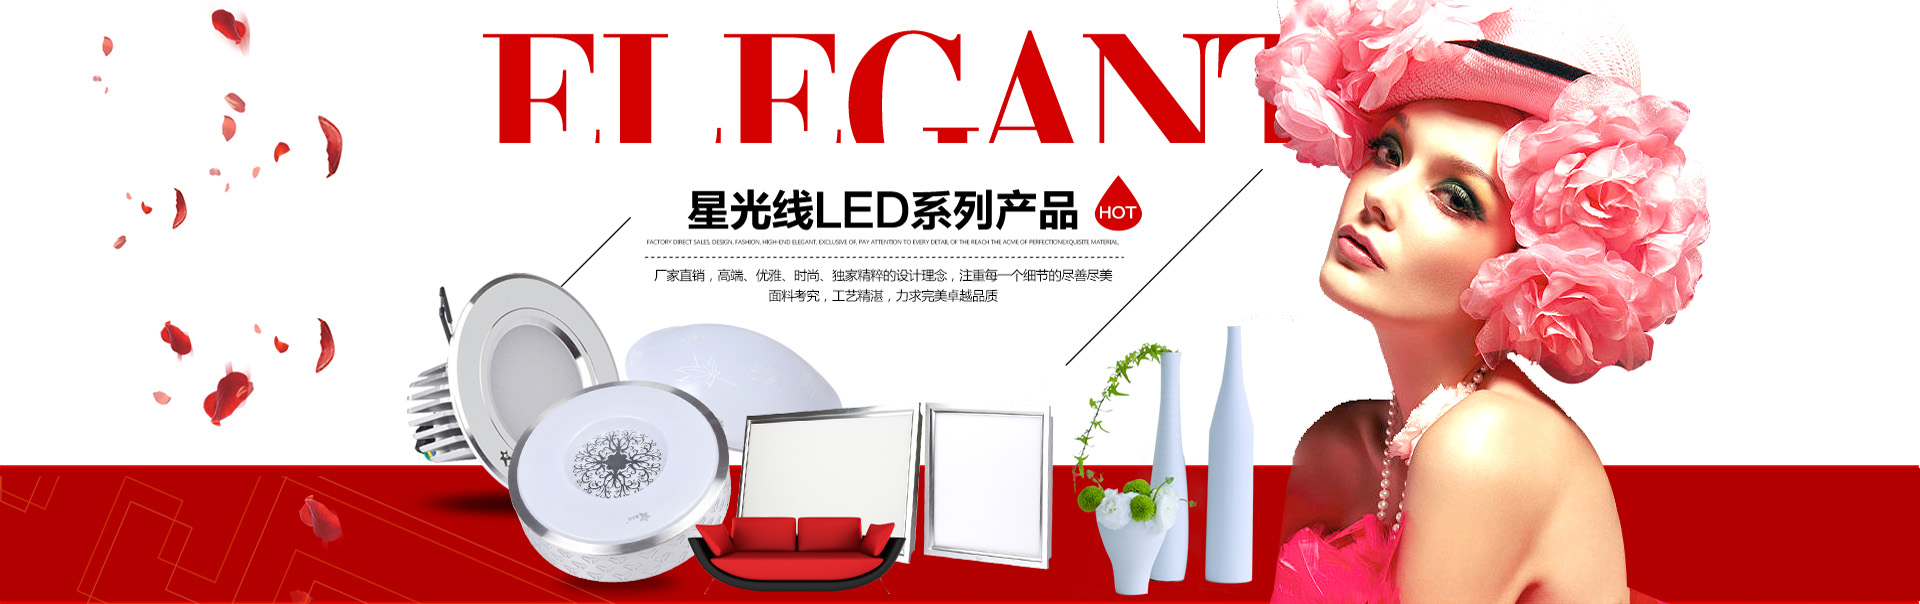 ELEGANT
星光线LED系列产品
HOT
FACTORY DIRECT SALES, DESIGN, FASHION, HIGH-END ELEGANT, EXCLUSIVE OF, PAY ATTENTION TO EVERY DETAIL OF THE REACH THE ACME OF PERFECTIONEXQUISITE MATERIAL,
厂家直销，高端、优雅、时尚、独家精粹的设计理念，注重每一个细节的尽善尽美
面料考究，工艺精湛，力求完美卓越品质